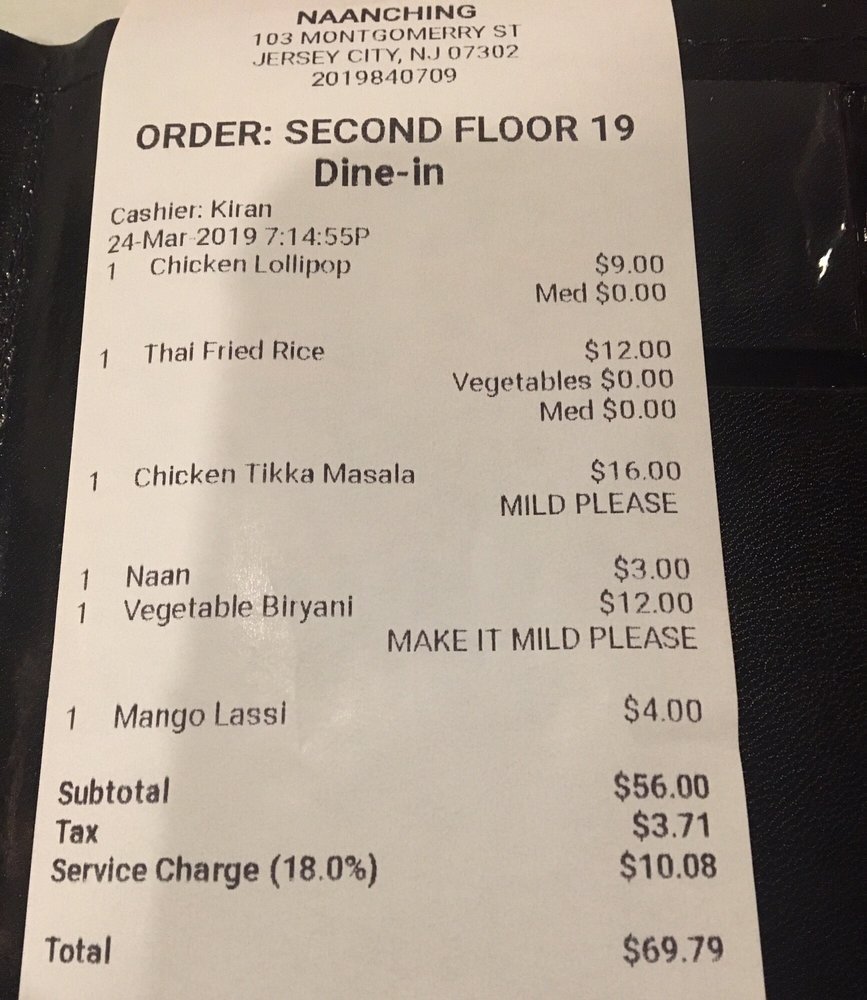 NAANCHING
103 MONTGOMERRY ST
JERSEY CITY, NJ 07302
2019840709
ORDER: SECOND FLOOR 19
Dine-in
Cashier: Kiran
24-Mar-2019 7:14:55P
1 Chicken Lollipop $9.00
Med $0.00
1 Thai Fried Rice $12.00
Vegetables $0.00
Med $0.00
1 Chicken Tikka Masala $16.00
MILD PLEASE
1 Naan $3.00
1 Vegetable Biryani $12.00
MAKE IT MILD PLEASE
1 Mango Lassi $4.00
Subtotal $56.00
Tax $3.71
Service Charge (18.0%) $10.08
Total $69.79